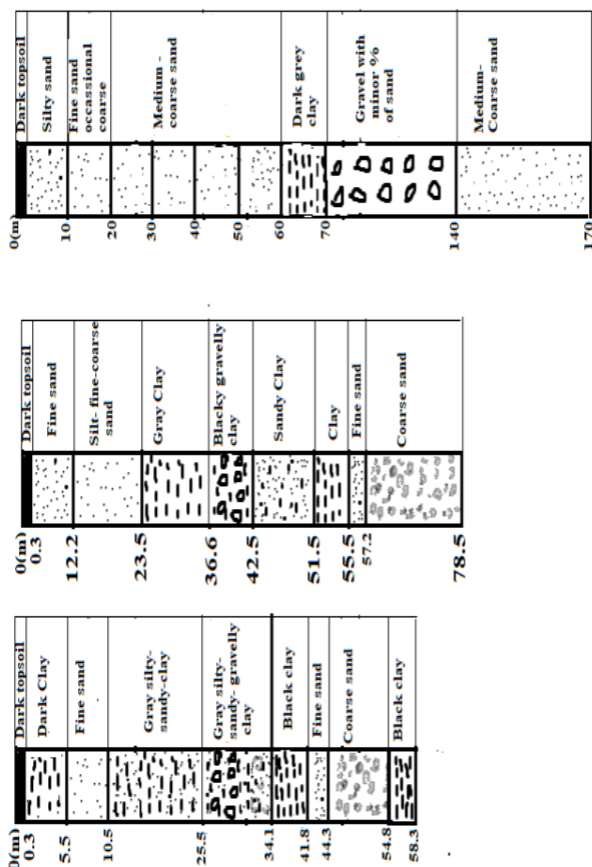 Dark topsoil
Silty sand
Fine sand
occassional
coarse
Medium -
coarse sand
Dark grey
clay
Gravel with
minor %
of sand
Medium-
Coarse sand
0(m)
10
20
30
40
50
60
70
140
170
Dark topsoil
Fine sand
Silt- fine-coarse
sand
Gray Clay
Blacky gravelly
clay
Sandy Clay
Clay
Fine sand
Coarse sand
0(m)
0.3
12.2
23.5
36.6
42.5
51.5
55.5
57.2
78.5
Dark topsoil
Dark Clay
Fine sand
Gray silty-
sandy-clay
Gray silty-
sandy- gravelly
clay
Black clay
Fine sand
Coarse sand
Black clay
0(m)
0.3
5.5
10.5
25.5
34.1
41.8
44.3
54.8
58.3